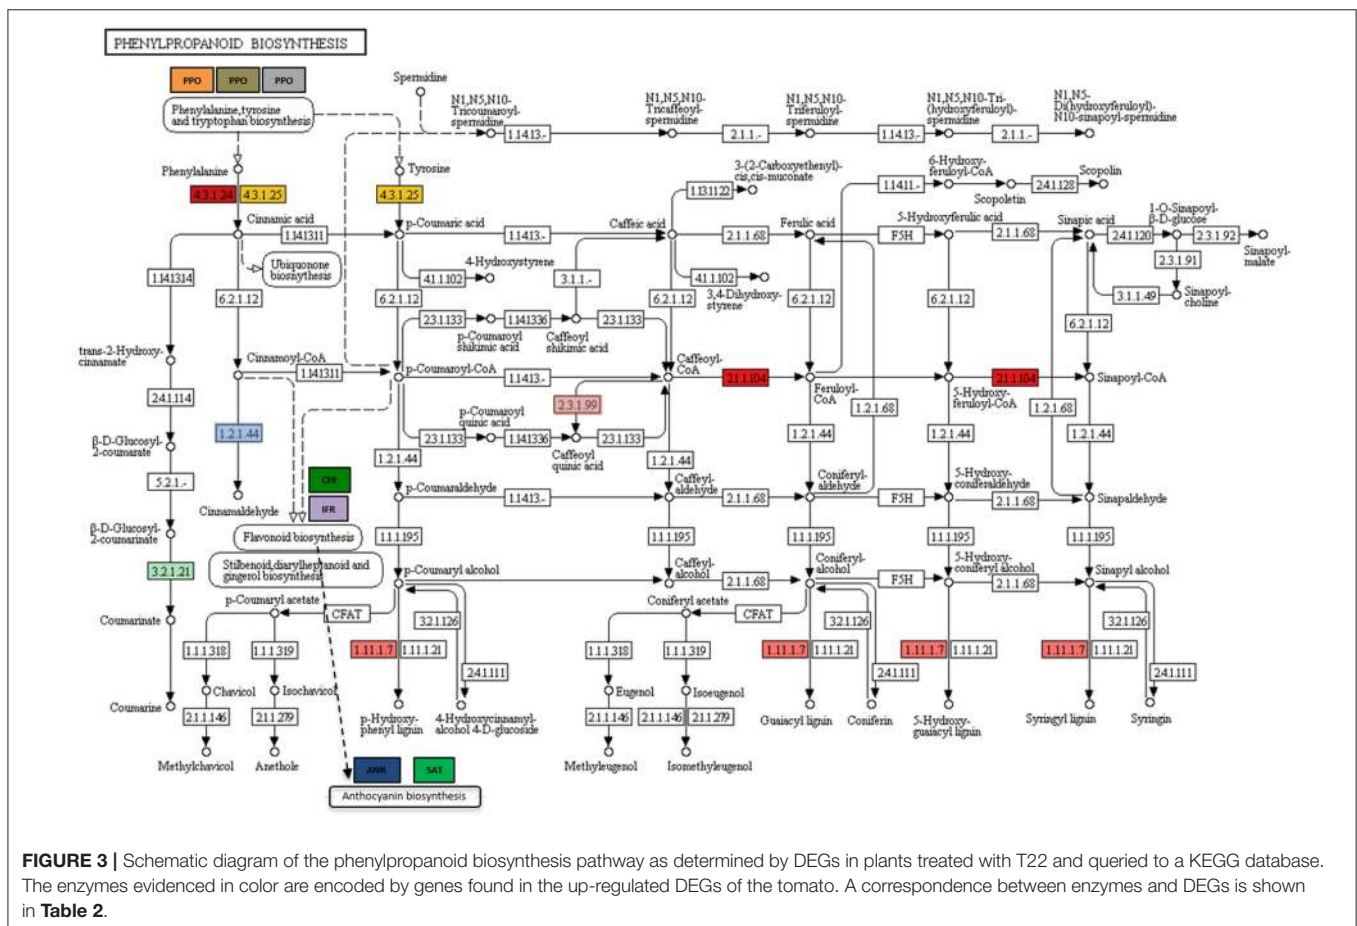 PHENYLPROPANOID BIOSYNTHESIS
PPO PPO PPO
Phenylalanine,tyrosine
and tryptophan biosynthesis
Spermidine
N1,N5,N10-
Tricoumaroyl-
spermidine
1.14.13.-
N1,N5,N10-
Tricaffeoyl-
spermidine
2.1.1.-
N1,N5,N10-
Triferuloyl-
spermidine
1.14.13.-
N1,N5,N10-Tri-
(hydroxyferuloyl)-
spermidine
2.1.1.-
N1,N5-
Di(hydroxyferuloyl)-
N10-sinapoyl-spermidine
Phenylalanine
Tyrosine
4.3.1.24 4.3.1.25
4.3.1.25
3-(2-Carboxyethenyl)-
cis,cis-muconate
1.13.11.22
1.14.11.-
6-Hydroxy-
feruloyl-CoA
Scopoletin
2.4.1.128
Scopolin
Cinnamic acid
1.14.13.11
p-Coumaric acid
1.14.13.-
Caffeic acid
2.1.1.68
Ferulic acid
F5H
5-Hydroxyferulic acid
2.1.1.68
Sinapic acid
2.4.1.120
1-O-Sinapoyl-
β-D-glucose
2.3.1.92
Sinapoyl-
malate
2.3.1.91
3.1.1.49
Sinapoyl-
choline
Ubiquonone
biosnythesis
4-Hydroxystyrene
4.1.1.102
3.1.1.-
4.1.1.102
3,4-Dihydroxy-
styrene
1.14.13.14
6.2.1.12
6.2.1.12
6.2.1.12
6.2.1.12
6.2.1.12
6.2.1.12
2.3.1.133
p-Coumaroyl
shikimic acid
1.14.13.36
Caffeoyl
shikimic acid
2.3.1.133
trans-2-Hydroxy-
cinnamate
Cinnamoyl-CoA
1.14.13.11
p-Coumaroyl-CoA
1.14.13.-
Caffeoyl-
CoA
2.1.1.104
Feruloyl-
CoA
5-Hydroxy-
feruloyl-CoA
2.1.1.104
Sinapoyl-CoA
2.4.1.114
2.3.1.99
1.2.1.68
1.2.1.68
p-Coumaroyl
quinic acid
2.3.1.133
1.14.13.36
Caffeoyl
quinic acid
2.3.1.133
β-D-Glucosyl-
2-coumarate
1.2.1.44
1.2.1.44
1.2.1.44
1.2.1.44
1.2.1.44
1.2.1.44
5.2.1.-
Cinnamaldehyde
CHI
IFR
p-Coumaraldehyde
1.14.13.-
Caffeyl-
aldehyde
2.1.1.68
Coniferyl-
aldehyde
F5H
5-Hydroxy-
coniferaldehyde
2.1.1.68
Sinapaldehyde
β-D-Glucosyl-
2-coumarinate
Flavonoid biosynthesis
Stilbenoid,diarylheptanoid and
gingerol biosynthesis
1.1.1.195
1.1.1.195
1.1.1.195
1.1.1.195
1.1.1.195
3.2.1.21
p-Coumaryl alcohol
Caffeyl-
alcohol
2.1.1.68
Coniferyl-
alcohol
F5H
5-Hydroxy-
coniferyl alcohol
2.1.1.68
Sinapyl alcohol
Coumarinate
p-Coumaryl acetate
CFAT
Coniferyl acetate
CFAT
3.2.1.126
3.2.1.126
3.2.1.126
1.1.1.318
1.1.1.319
1.11.1.7 1.11.1.21
2.4.1.111
1.1.1.318
1.1.1.319
1.11.1.7 1.11.1.21
2.4.1.111
1.11.1.7 1.11.1.21
1.11.1.7 1.11.1.21
2.4.1.111
Coumarine
Chavicol
Isochavicol
p-Hydroxy-
phenyl lignin
4-Hydroxycinnamyl-
alcohol 4-D-glucoside
Eugenol
Isoeugenol
Guaiacyl lignin
Coniferin
5-Hydroxy-
guaiacyl lignin
Syringyl lignin
Syringin
2.1.1.146
2.1.1.279
2.1.1.146
2.1.1.146 2.1.1.279
Methylchavicol
Anethole
Methyleugenol
Isomethyleugenol
ANR SAT
Anthocyanin biosynthesis
FIGURE 3 | Schematic diagram of the phenylpropanoid biosynthesis pathway as determined by DEGs in plants treated with T22 and queried to a KEGG database.
The enzymes evidenced in color are encoded by genes found in the up-regulated DEGs of the tomato. A correspondence between enzymes and DEGs is shown
in Table 2.